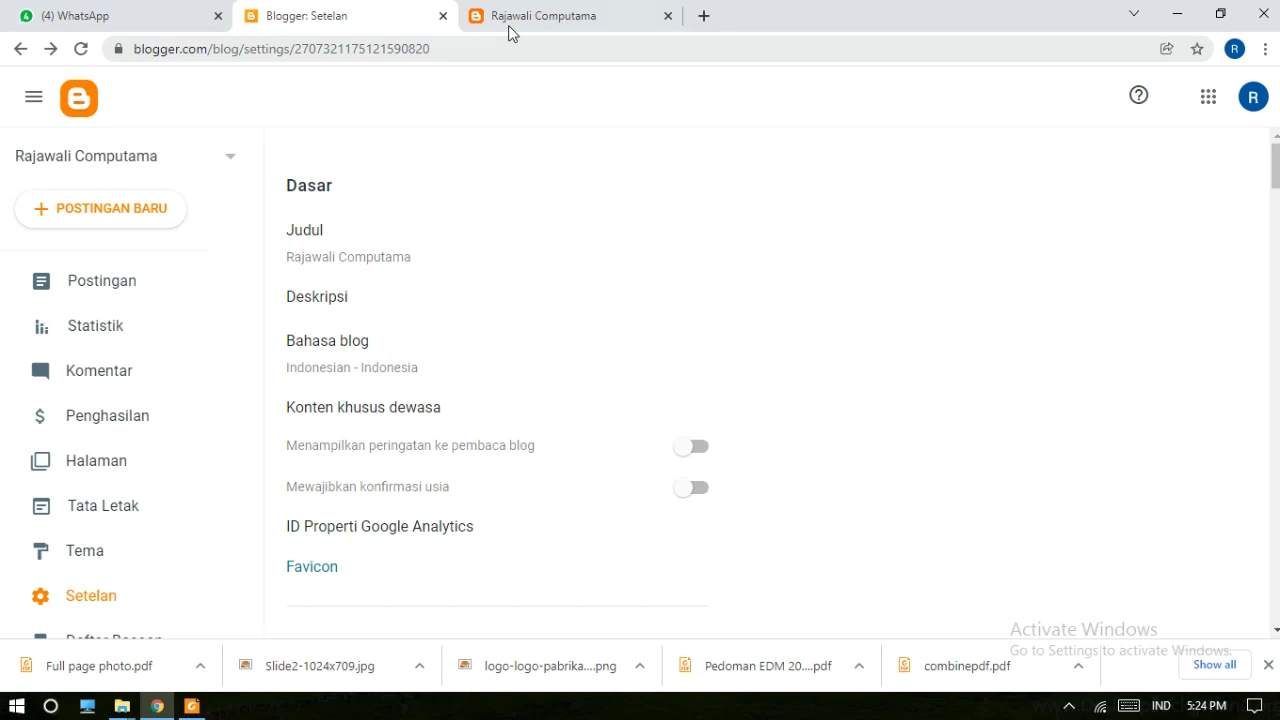 (4) WhatsApp
Blogger: Setelan
Rajawali Computama
blogger.com/blog/settings/2707321175121590820
R
R
Rajawali Computama
POSTINGAN BARU
Postingan
Statistik
Komentar
Penghasilan
Halaman
Tata Letak
Tema
Setelan
Daftar Bacaan
Dasar
Judul
Rajawali Computama
Deskripsi
Bahasa blog
Indonesian - Indonesia
Konten khusus dewasa
Menampilkan peringatan ke pembaca blog
Mewajibkan konfirmasi usia
ID Properti Google Analytics
Favicon
Activate Windows
Go to Settings to activate Windows.
Full page photo.pdf
Slide2-1024x709.jpg
logo-logo-pabrika....png
Pedoman EDM 20....pdf
combinepdf.pdf
Show all
IND
5:24 PM